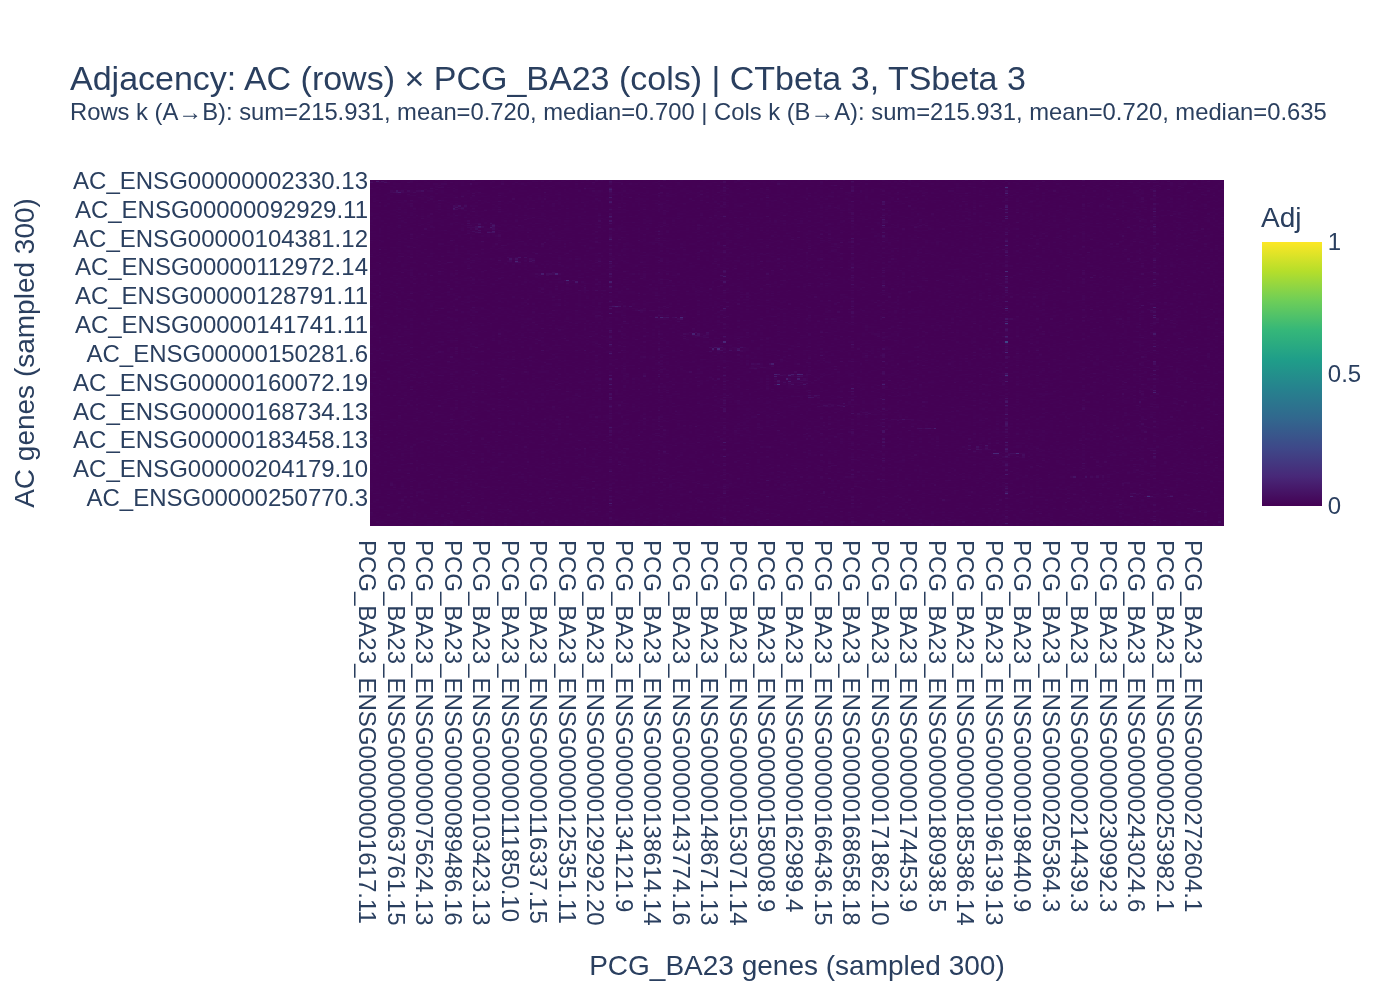 Adjacency: AC (rows) × PCG_BA23 (cols) | CTbeta 3, TSbeta 3
Rows k (A→B): sum=215.931, mean=0.720, median=0.700 | Cols k (B→A): sum=215.931, mean=0.720, median=0.635
AC genes (sampled 300)
AC_ENSG00000002330.13
AC_ENSG00000092929.11
AC_ENSG00000104381.12
AC_ENSG00000112972.14
AC_ENSG00000128791.11
AC_ENSG00000141741.11
AC_ENSG00000150281.6
AC_ENSG00000160072.19
AC_ENSG00000168734.13
AC_ENSG00000183458.13
AC_ENSG00000204179.10
AC_ENSG00000250770.3
Adj
1
0.5
0
PCG_BA23_ENSG00000001617.11
PCG_BA23_ENSG00000063761.15
PCG_BA23_ENSG00000075624.13
PCG_BA23_ENSG00000089486.16
PCG_BA23_ENSG00000103423.13
PCG_BA23_ENSG00000111850.10
PCG_BA23_ENSG00000116337.15
PCG_BA23_ENSG00000125351.11
PCG_BA23_ENSG00000129292.20
PCG_BA23_ENSG00000134121.9
PCG_BA23_ENSG00000138614.14
PCG_BA23_ENSG00000143774.16
PCG_BA23_ENSG00000148671.13
PCG_BA23_ENSG00000153071.14
PCG_BA23_ENSG00000158008.9
PCG_BA23_ENSG00000162989.4
PCG_BA23_ENSG00000166436.15
PCG_BA23_ENSG00000168658.18
PCG_BA23_ENSG00000171862.10
PCG_BA23_ENSG00000174453.9
PCG_BA23_ENSG00000180938.5
PCG_BA23_ENSG00000185386.14
PCG_BA23_ENSG00000196139.13
PCG_BA23_ENSG00000198440.9
PCG_BA23_ENSG00000205364.3
PCG_BA23_ENSG00000214439.3
PCG_BA23_ENSG00000230992.3
PCG_BA23_ENSG00000243024.6
PCG_BA23_ENSG00000253982.1
PCG_BA23_ENSG00000272604.1
PCG_BA23 genes (sampled 300)